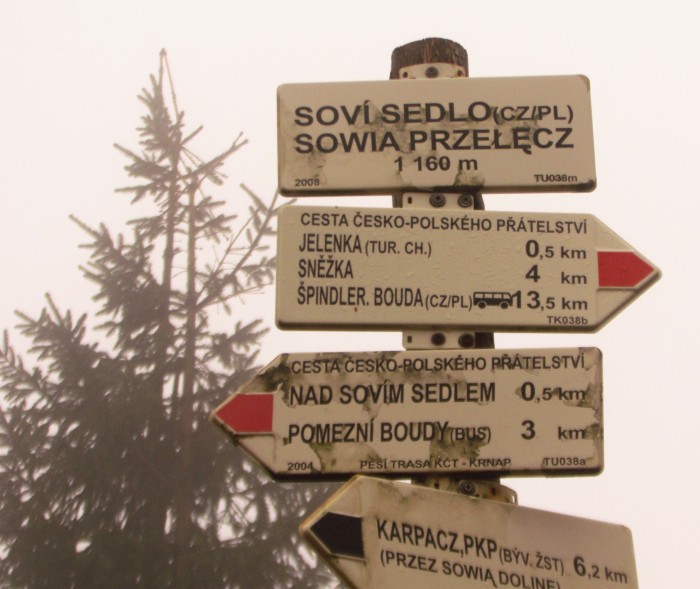 SOVÍ SEDLO (CZ/PL)
SOWIA PRZEŁĘCZ
1 160 m
2008 TU038m
CESTA ČESKO-POLSKÉHO PŘÁTELSTVÍ
JELENKA (TUR. CH.) 0,5 km
SNĚŽKA 4 km
ŠPINDLER. BOUDA (CZ/PL) 13,5 km
TK038b
CESTA ČESKO-POLSKÉHO PŘÁTELSTVÍ
NAD SOVÍM SEDLEM 0,5 km
POMEZNÍ BOUDY (BUS) 3 km
2004 PĚŠÍ TRASA KČT - KRNAP TU038a
KARPACZ, PKP (BÝV. ŽST) 6,2 km
(PRZEZ SOWIĄ DOLINE)